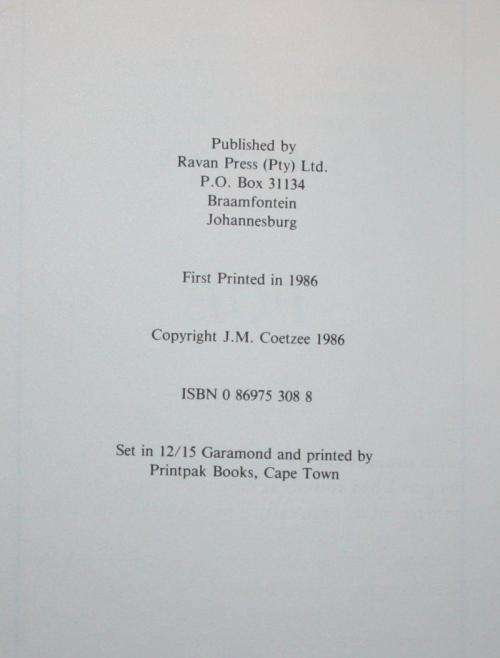 Published by
Ravan Press (Pty) Ltd.
P.O. Box 31134
Braamfontein
Johannesburg
First Printed in 1986
Copyright J.M. Coetzee 1986
ISBN 0 86975 308 8
Set in 12/15 Garamond and printed by
Printpak Books, Cape Town